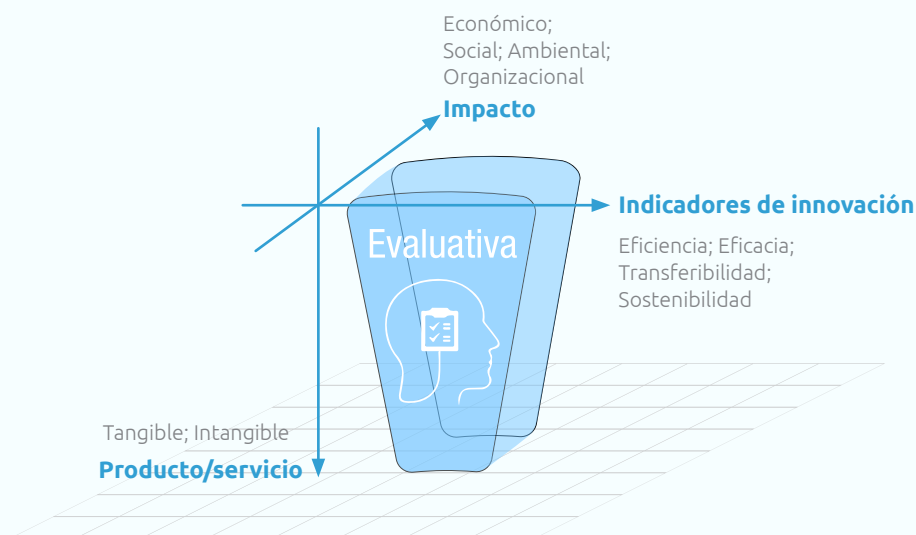 Económico;
Social; Ambiental;
Organizacional
Impacto
Indicadores de innovación
Eficiencia; Eficacia;
Transferibilidad;
Sostenibilidad
Evaluativa
Tangible; Intangible
Producto/servicio